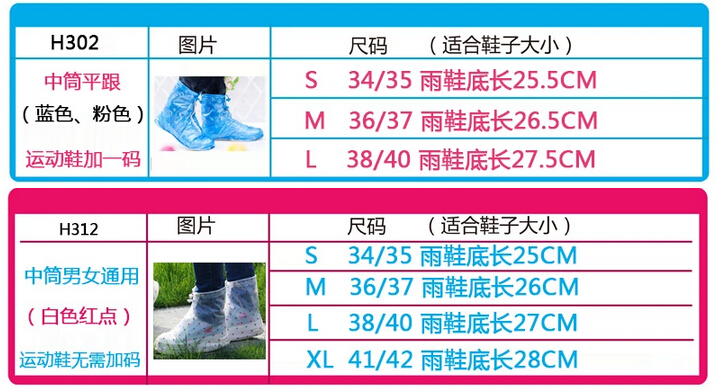 H302 图片 尺码 （适合鞋子大小）
中筒平跟
（蓝色、粉色）
运动鞋加一码
S 34/35 雨鞋底长25.5CM
M 36/37 雨鞋底长26.5CM
L 38/40 雨鞋底长27.5CM
H312 图片 尺码 （适合鞋子大小）
中筒男女通用
（白色红点）
运动鞋无需加码
S 34/35 雨鞋底长25CM
M 36/37 雨鞋底长26CM
L 38/40 雨鞋底长27CM
XL 41/42 雨鞋底长28CM